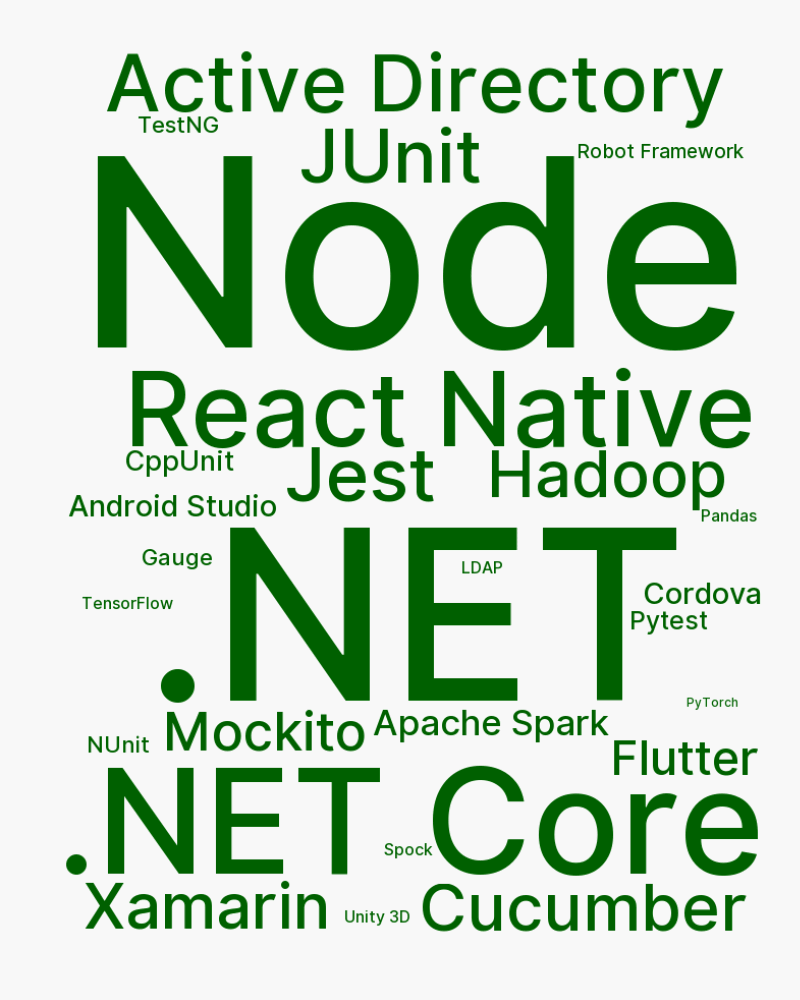 Active Directory
TestNG
JUnit
Robot Framework
Node
React Native
CppUnit
Jest
Hadoop
Android Studio
Pandas
.NET
Gauge
LDAP
TensorFlow
Cordova
Pytest
PyTorch
Mockito
Apache Spark
NUnit
Flutter
.NET Core
Spock
Xamarin
Unity 3D
Cucumber